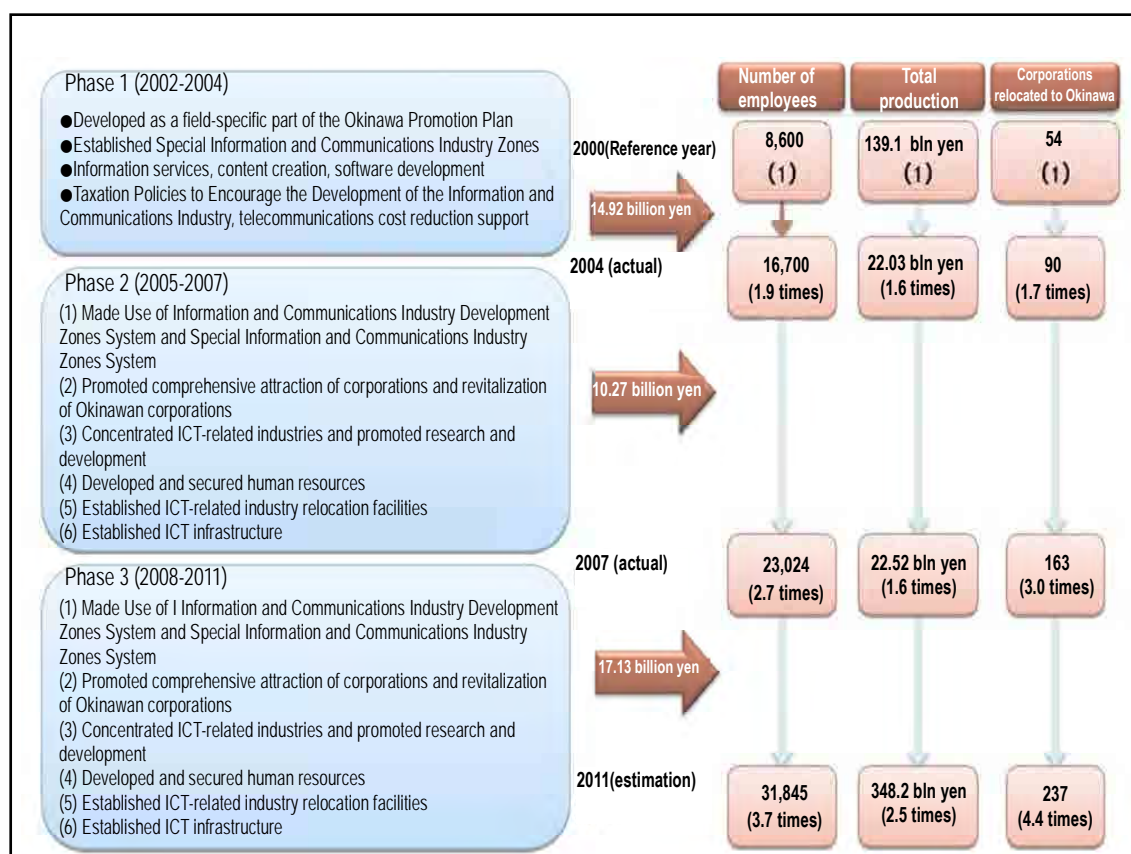 Phase 1 (2002-2004)
●Developed as a field-specific part of the Okinawa Promotion Plan
●Established Special Information and Communications Industry Zones
●Information services, content creation, software development
●Taxation Policies to Encourage the Development of the Information and
Communications Industry, telecommunications cost reduction support
Phase 2 (2005-2007)
(1) Made Use of Information and Communications Industry Development
Zones System and Special Information and Communications Industry
Zones System
(2) Promoted comprehensive attraction of corporations and revitalization
of Okinawan corporations
(3) Concentrated ICT-related industries and promoted research and
development
(4) Developed and secured human resources
(5) Established ICT-related industry relocation facilities
(6) Established ICT infrastructure
Phase 3 (2008-2011)
(1) Made Use of I Information and Communications Industry Development
Zones System and Special Information and Communications Industry
Zones System
(2) Promoted comprehensive attraction of corporations and revitalization
of Okinawan corporations
(3) Concentrated ICT-related industries and promoted research and
development
(4) Developed and secured human resources
(5) Established ICT-related industry relocation facilities
(6) Established ICT infrastructure
Number of
employees
Total
production
Corporations
relocated to Okinawa
2000(Reference year)
8,600
(1)
139.1 bln yen
(1)
54
(1)
14.92 billion yen
2004 (actual)
16,700
(1.9 times)
22.03 bln yen
(1.6 times)
90
(1.7 times)
10.27 billion yen
2007 (actual)
23,024
(2.7 times)
22.52 bln yen
(1.6 times)
163
(3.0 times)
17.13 billion yen
2011(estimation)
31,845
(3.7 times)
348.2 bln yen
(2.5 times)
237
(4.4 times)